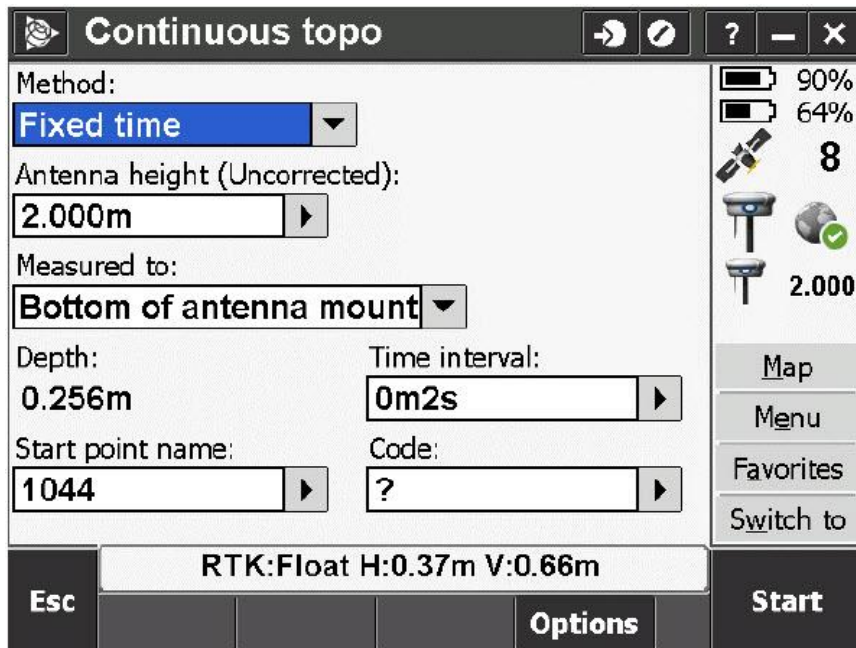 Continuous topo
?
Method:
90%
Fixed time
64%
8
Antenna height (Uncorrected):
2.000m
Measured to:
2.000
Bottom of antenna mount
Depth:
Time interval:
Map
0.256m
0m2s
Menu
Start point name:
Code:
Favorites
1044
?
Switch to
RTK:Float H:0.37m V:0.66m
Esc
Options
Start